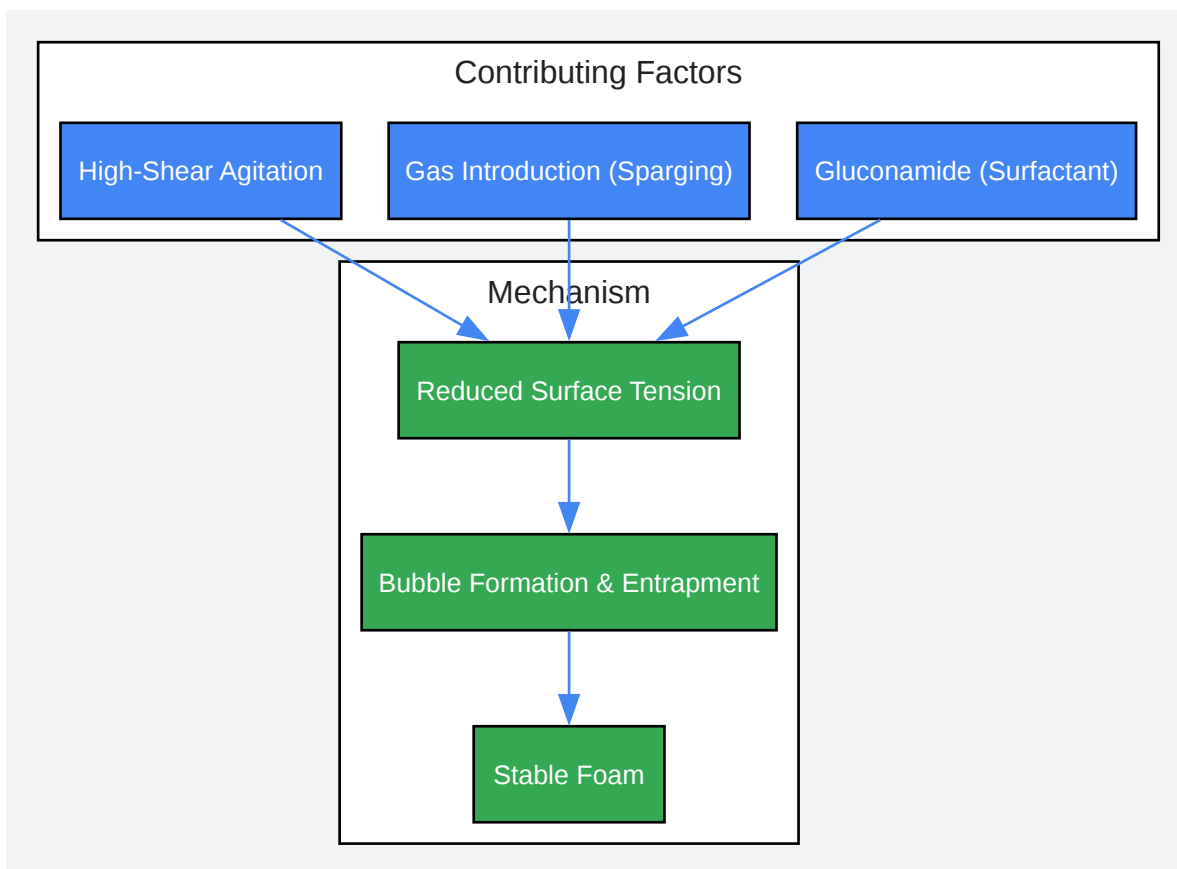 Contributing Factors
High-Shear Agitation
Gas Introduction (Sparging)
Gluconamide (Surfactant)
Mechanism
Reduced Surface Tension
Bubble Formation & Entrapment
Stable Foam